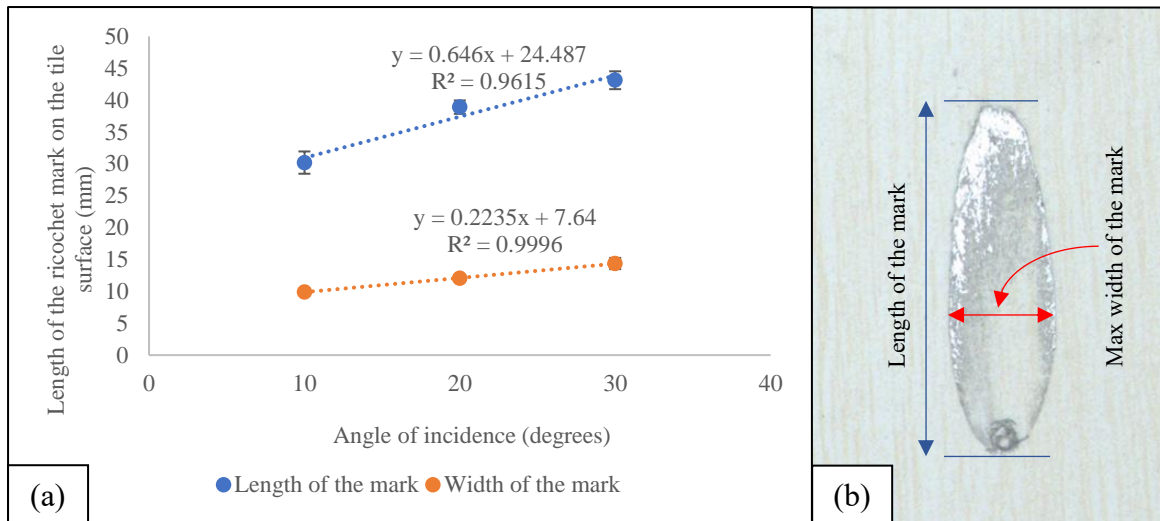 50
45
40
35
30
25
20
15
10
5
0
Length of the ricochet mark on the tile
surface (mm)
y = 0.646x + 24.487
R² = 0.9615
y = 0.2235x + 7.64
R² = 0.9996
0 10 20 30 40
Angle of incidence (degrees)
Length of the mark Width of the mark
(a)
Length of the mark
Max width of the mark
(b)